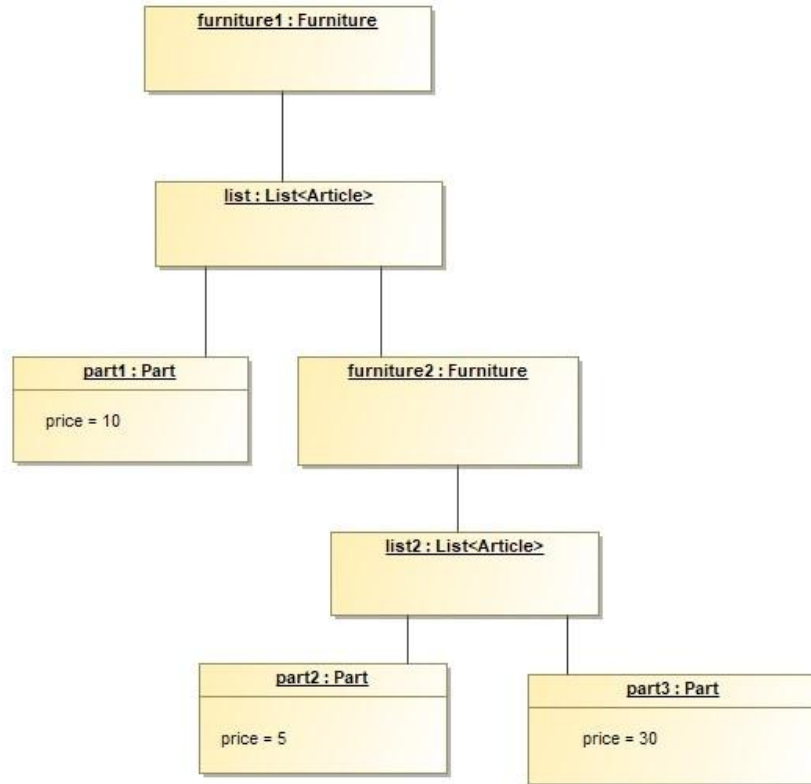 furniture1 : Furniture
list : List<Article>
part1 : Part
price = 10
furniture2 : Furniture
list2 : List<Article>
part2 : Part
price = 5
part3 : Part
price = 30